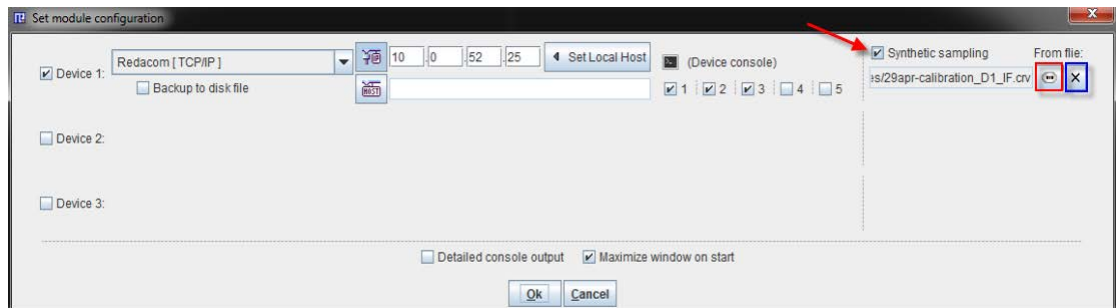 Set module configuration
Device 1:
Redacom [ TCP/IP ]
10 .0 .52 .25
Set Local Host
(Device console)
Synthetic sampling
From file:
Backup to disk file
HOST
1 2 3 4 5
es/29apr-calibration_D1_IF.crv
Device 2:
Device 3:
Detailed console output
Maximize window on start
Ok
Cancel